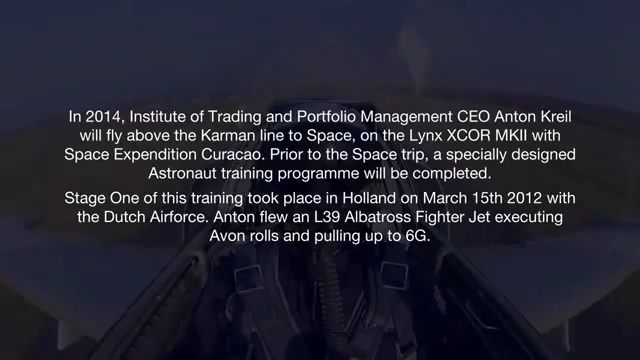 In 2014, Institute of Trading and Portfolio Management CEO Anton Kreil
will fly above the Karman line to Space, on the Lynx XCOR MKII with
Space Expendition Curacao. Prior to the Space trip, a specially designed
Astronaut training programme will be completed.
Stage One of this training took place in Holland on March 15th 2012 with
the Dutch Airforce. Anton flew an L39 Albatross Fighter Jet executing
Avon rolls and pulling up to 6G.